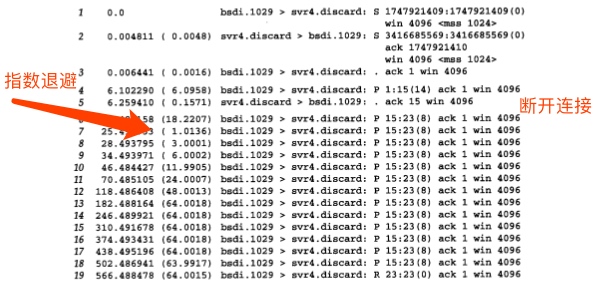 1 0.0 bsdi.1029 > svr4.discard: S 1747921409:1747921409(0)
win 4096 <mss 1024>
2 0.004811 ( 0.0048) svr4.discard > bsdi.1029: S 3416685569:3416685569(0)
ack 1747921410
win 4096 <mss 1024>
3 0.006441 ( 0.0016) bsdi.1029 > svr4.discard: . ack 1 win 4096
指数退避
4 6.102290 ( 6.0958) bsdi.1029 > svr4.discard: P 1:15(14) ack 1 win 4096
5 6.259410 ( 0.1571) svr4.discard > bsdi.1029: . ack 15 win 4096
断开连接
158 (18.2207) bsdi.1029 > svr4.discard: P 15:23(8) ack 1 win 4096
7 ( 1.0136) bsdi.1029 > svr4.discard: P 15:23(8) ack 1 win 4096
8 28.493795 ( 3.0001) bsdi.1029 > svr4.discard: P 15:23(8) ack 1 win 4096
9 34.493971 ( 6.0002) bsdi.1029 > svr4.discard: P 15:23(8) ack 1 win 4096
10 46.484427 (11.9905) bsdi.1029 > svr4.discard: P 15:23(8) ack 1 win 4096
11 70.485105 (24.0007) bsdi.1029 > svr4.discard: P 15:23(8) ack 1 win 4096
12 118.486408 (48.0013) bsdi.1029 > svr4.discard: P 15:23(8) ack 1 win 4096
13 182.488164 (64.0018) bsdi.1029 > svr4.discard: P 15:23(8) ack 1 win 4096
14 246.489921 (64.0018) bsdi.1029 > svr4.discard: P 15:23(8) ack 1 win 4096
15 310.491678 (64.0018) bsdi.1029 > svr4.discard: P 15:23(8) ack 1 win 4096
16 374.493431 (64.0018) bsdi.1029 > svr4.discard: P 15:23(8) ack 1 win 4096
17 438.495196 (64.0018) bsdi.1029 > svr4.discard: P 15:23(8) ack 1 win 4096
18 502.486941 (63.9917) bsdi.1029 > svr4.discard: P 15:23(8) ack 1 win 4096
19 566.488478 (64.0015) bsdi.1029 > svr4.discard: R 23:23(0) ack 1 win 4096